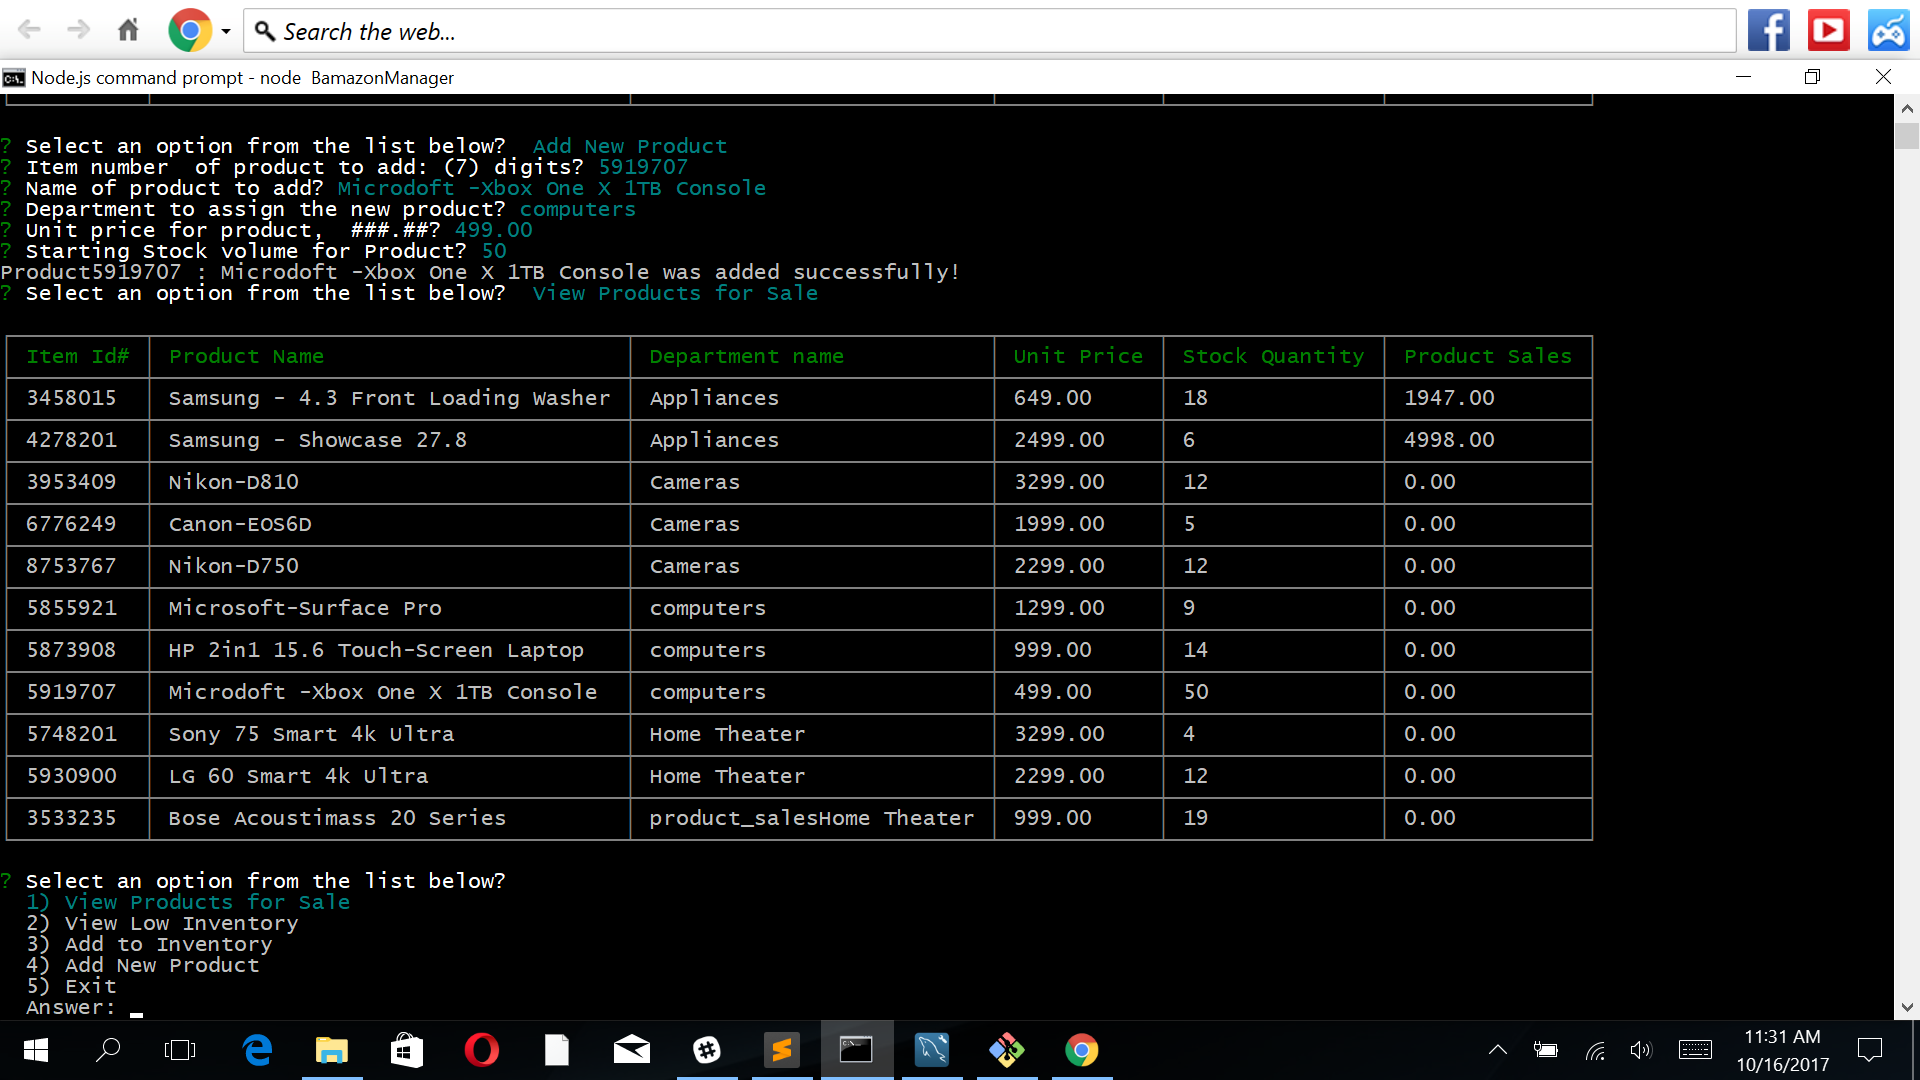 Search the web...
Node.js command prompt - node  BamazonManager
? Select an option from the list below?  Add New Product
? Item number  of product to add: (7) digits? 5919707
? Name of product to add? Microdoft -Xbox One X 1TB Console
? Department to assign the new product? computers
? Unit price for product,  ###.##? 499.00
? Starting Stock volume for Product? 50
Product5919707 : Microdoft -Xbox One X 1TB Console was added successfully!
? Select an option from the list below?  View Products for Sale
Item Id# Product Name Department name Unit Price Stock Quantity Product Sales
3458015 Samsung - 4.3 Front Loading Washer Appliances 649.00 18 1947.00
4278201 Samsung - Showcase 27.8 Appliances 2499.00 6 4998.00
3953409 Nikon-D810 Cameras 3299.00 12 0.00
6776249 Canon-EOS6D Cameras 1999.00 5 0.00
8753767 Nikon-D750 Cameras 2299.00 12 0.00
5855921 Microsoft-Surface Pro computers 1299.00 9 0.00
5873908 HP 2in1 15.6 Touch-Screen Laptop computers 999.00 14 0.00
5919707 Microdoft -Xbox One X 1TB Console computers 499.00 50 0.00
5748201 Sony 75 Smart 4k Ultra Home Theater 3299.00 4 0.00
5930900 LG 60 Smart 4k Ultra Home Theater 2299.00 12 0.00
3533235 Bose Acoustimass 20 Series product_salesHome Theater 999.00 19 0.00
? Select an option from the list below?
1) View Products for Sale
2) View Low Inventory
3) Add to Inventory
4) Add New Product
5) Exit
Answer:
11:31 AM
10/16/2017